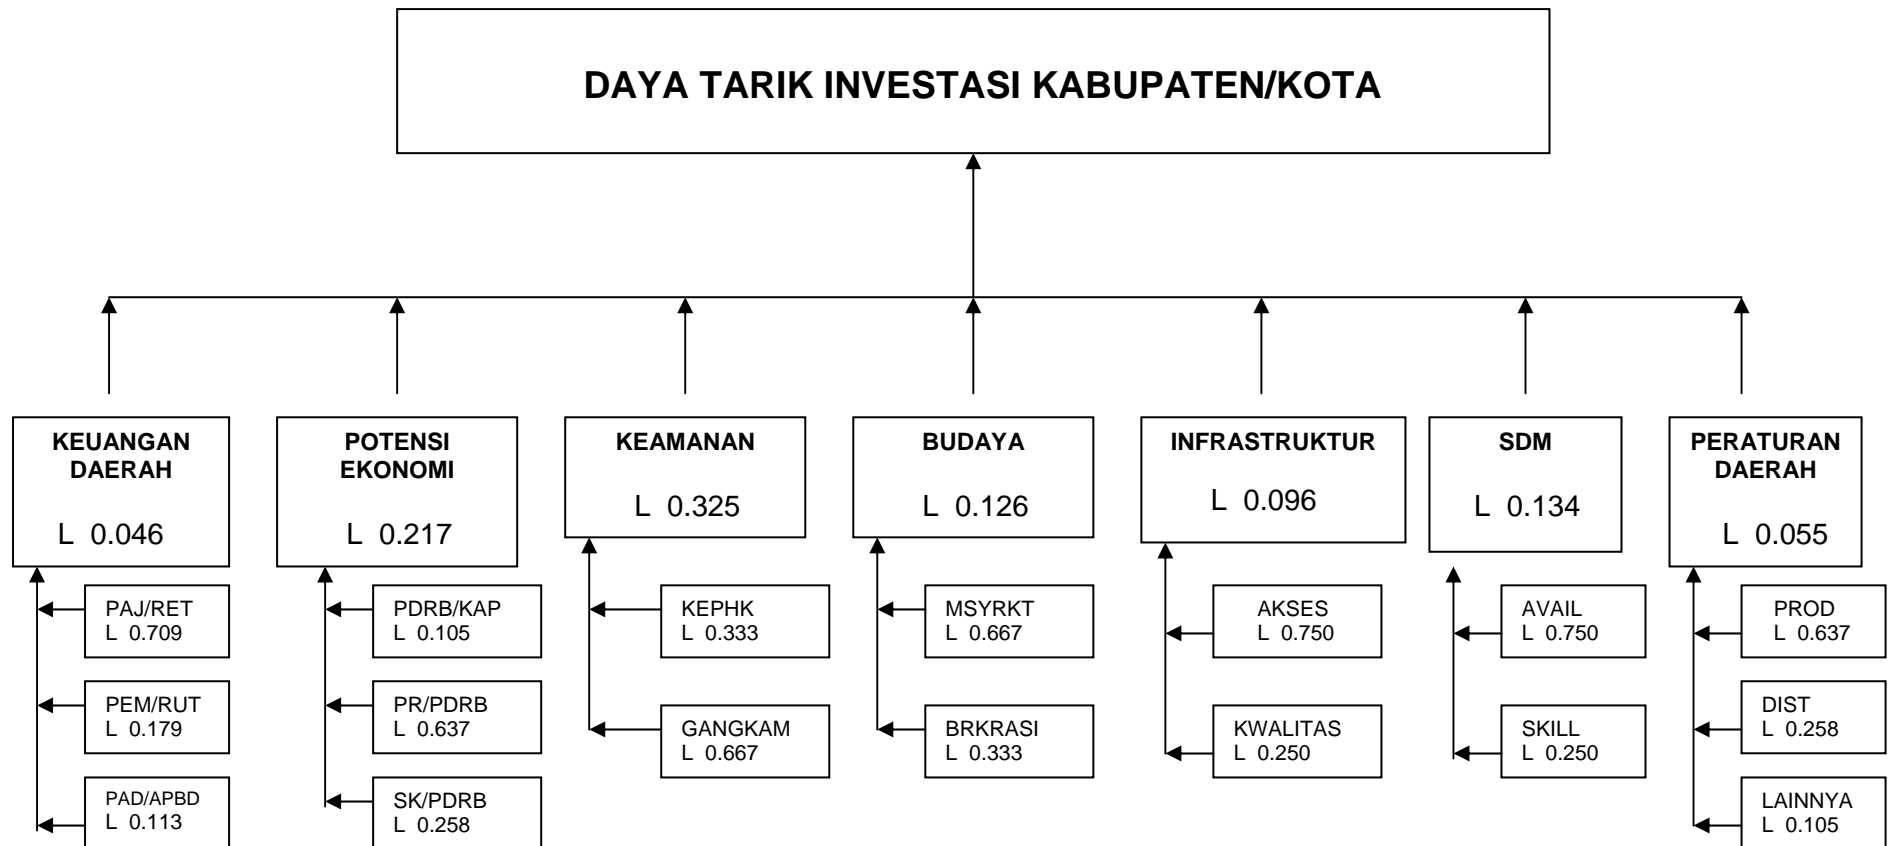 DAYA TARIK INVESTASI KABUPATEN/KOTA
KEUANGAN
DAERAH
L 0.046
PAJ/RET
L 0.709
PEM/RUT
L 0.179
PAD/APBD
L 0.113
POTENSI
EKONOMI
L 0.217
PDRB/KAP
L 0.105
PR/PDRB
L 0.637
SK/PDRB
L 0.258
KEAMANAN
L 0.325
KEPHK
L 0.333
GANGKAM
L 0.667
BUDAYA
L 0.126
MSYRKT
L 0.667
BRKRASI
L 0.333
INFRASTRUKTUR
L 0.096
AKSES
L 0.750
KWALITAS
L 0.250
SDM
L 0.134
AVAIL
L 0.750
SKILL
L 0.250
PERATURAN
DAERAH
L 0.055
PROD
L 0.637
DIST
L 0.258
LAINNYA
L 0.105